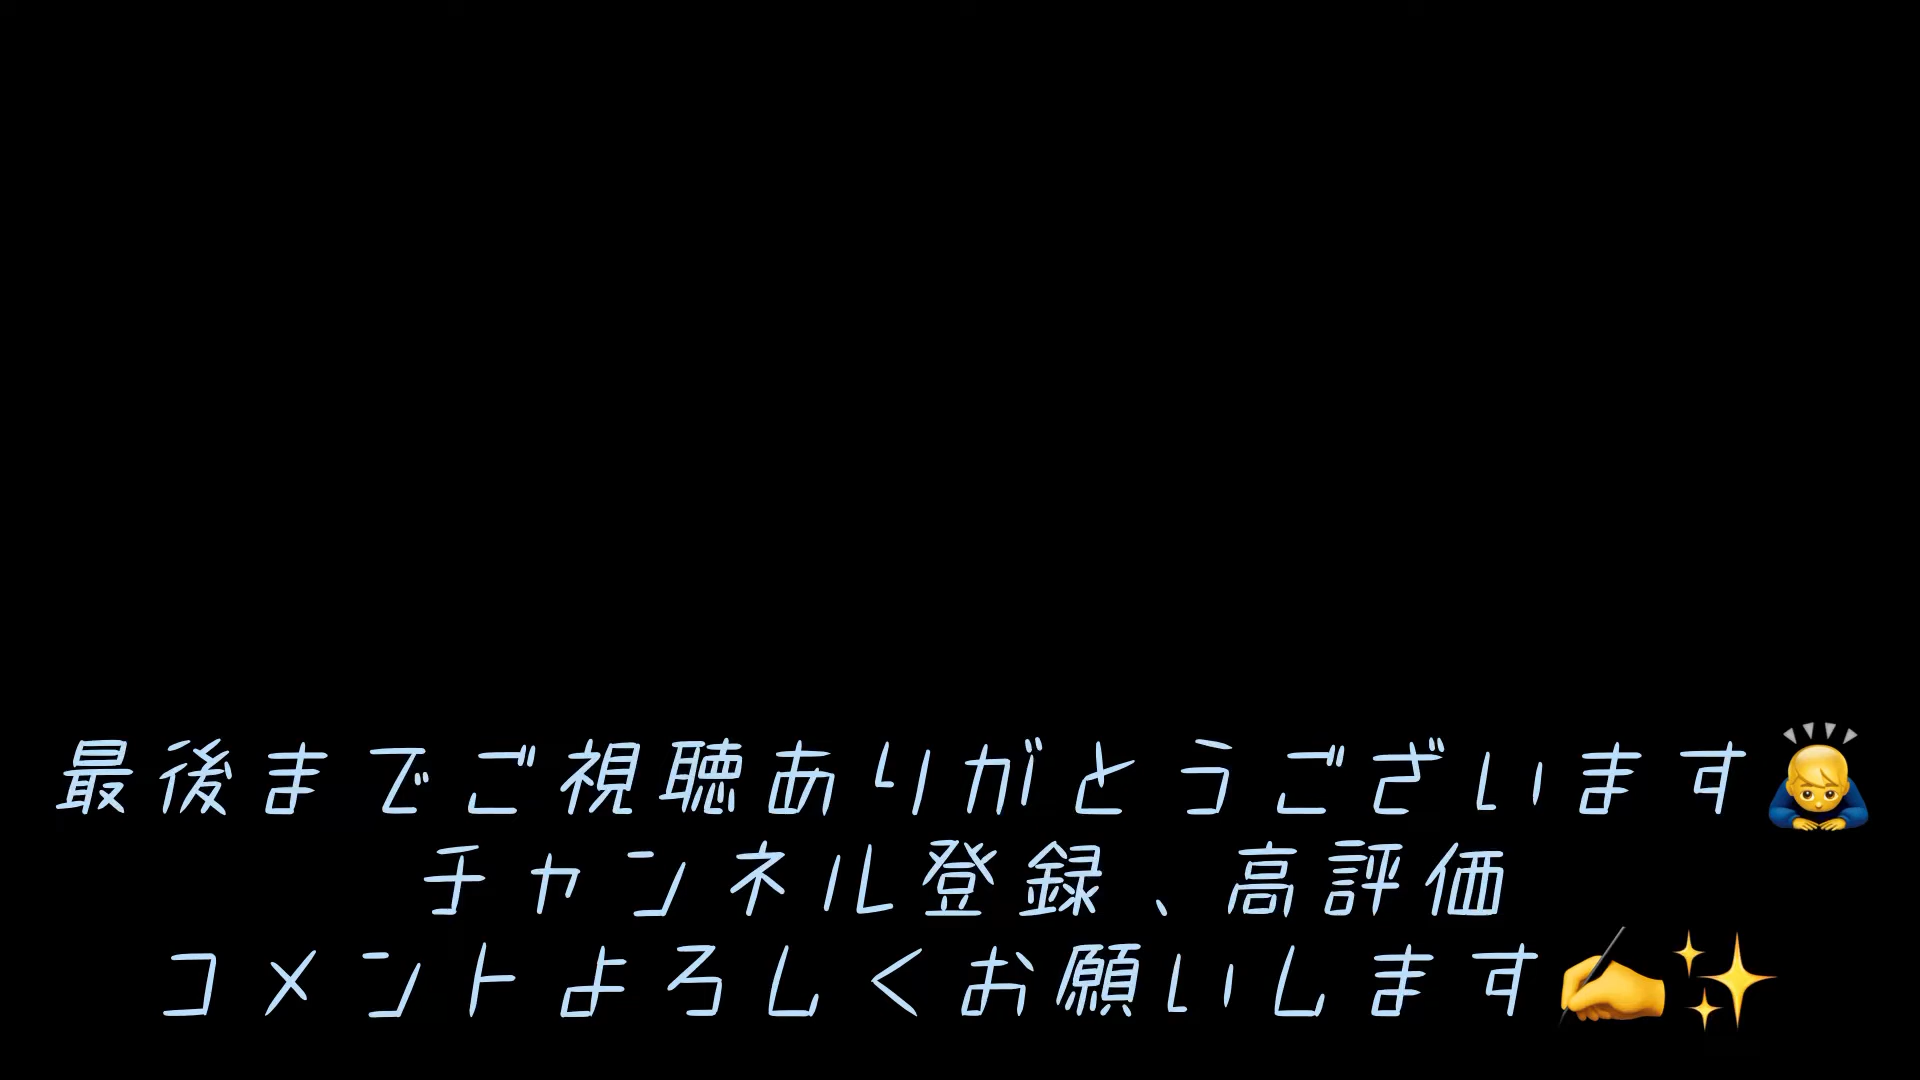 最後までご視聴ありがとうございます🙇
チャンネル登録、高評価
コメントよろしくお願いします✍️✨